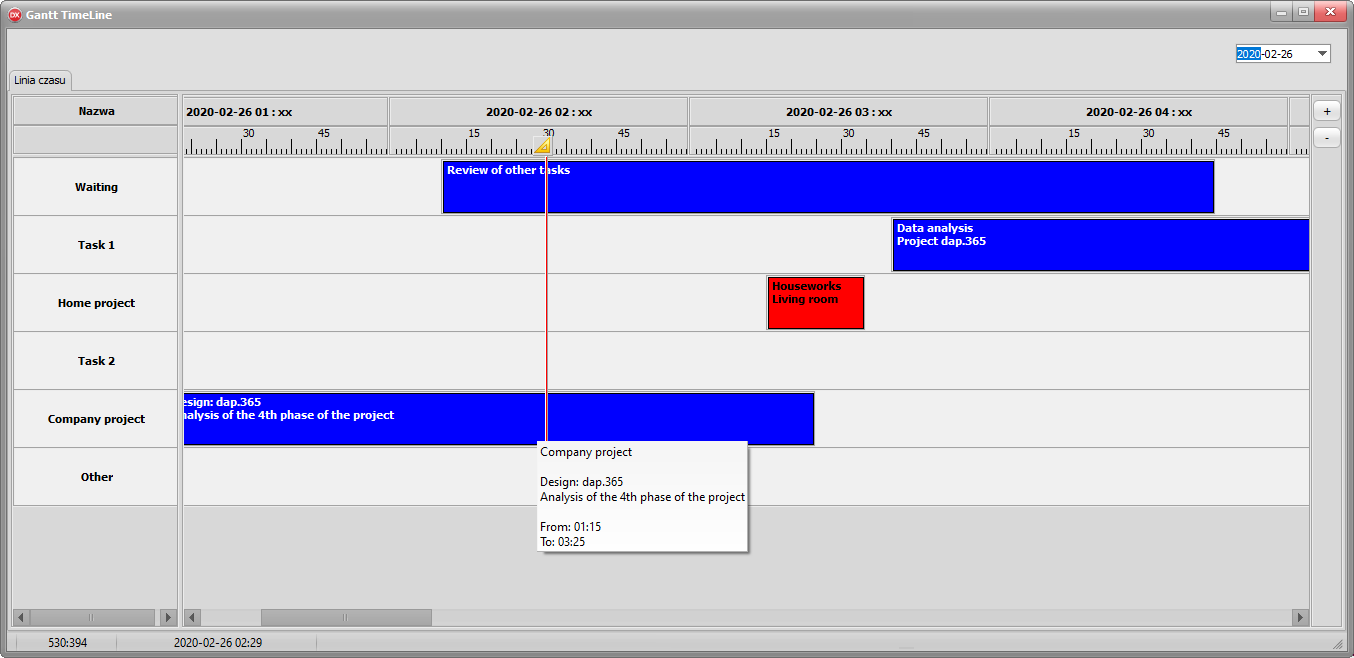 Gantt TimeLine
2020-02-26
Linia czasu
Nazwa
2020-02-26 01 : xx
2020-02-26 02 : xx
2020-02-26 03 : xx
2020-02-26 04 : xx
+
30 45 15 30 45 15 30 45 15 30 45
-
Waiting
Review of other tasks
Task 1
Data analysis
Project dap.365
Home project
Houseworks
Living room
Task 2
Company project
esign: dap.365
nalysis of the 4th phase of the project
Company project
Design: dap.365
Analysis of the 4th phase of the project
From: 01:15
To: 03:25
Other
530:394
2020-02-26 02:29